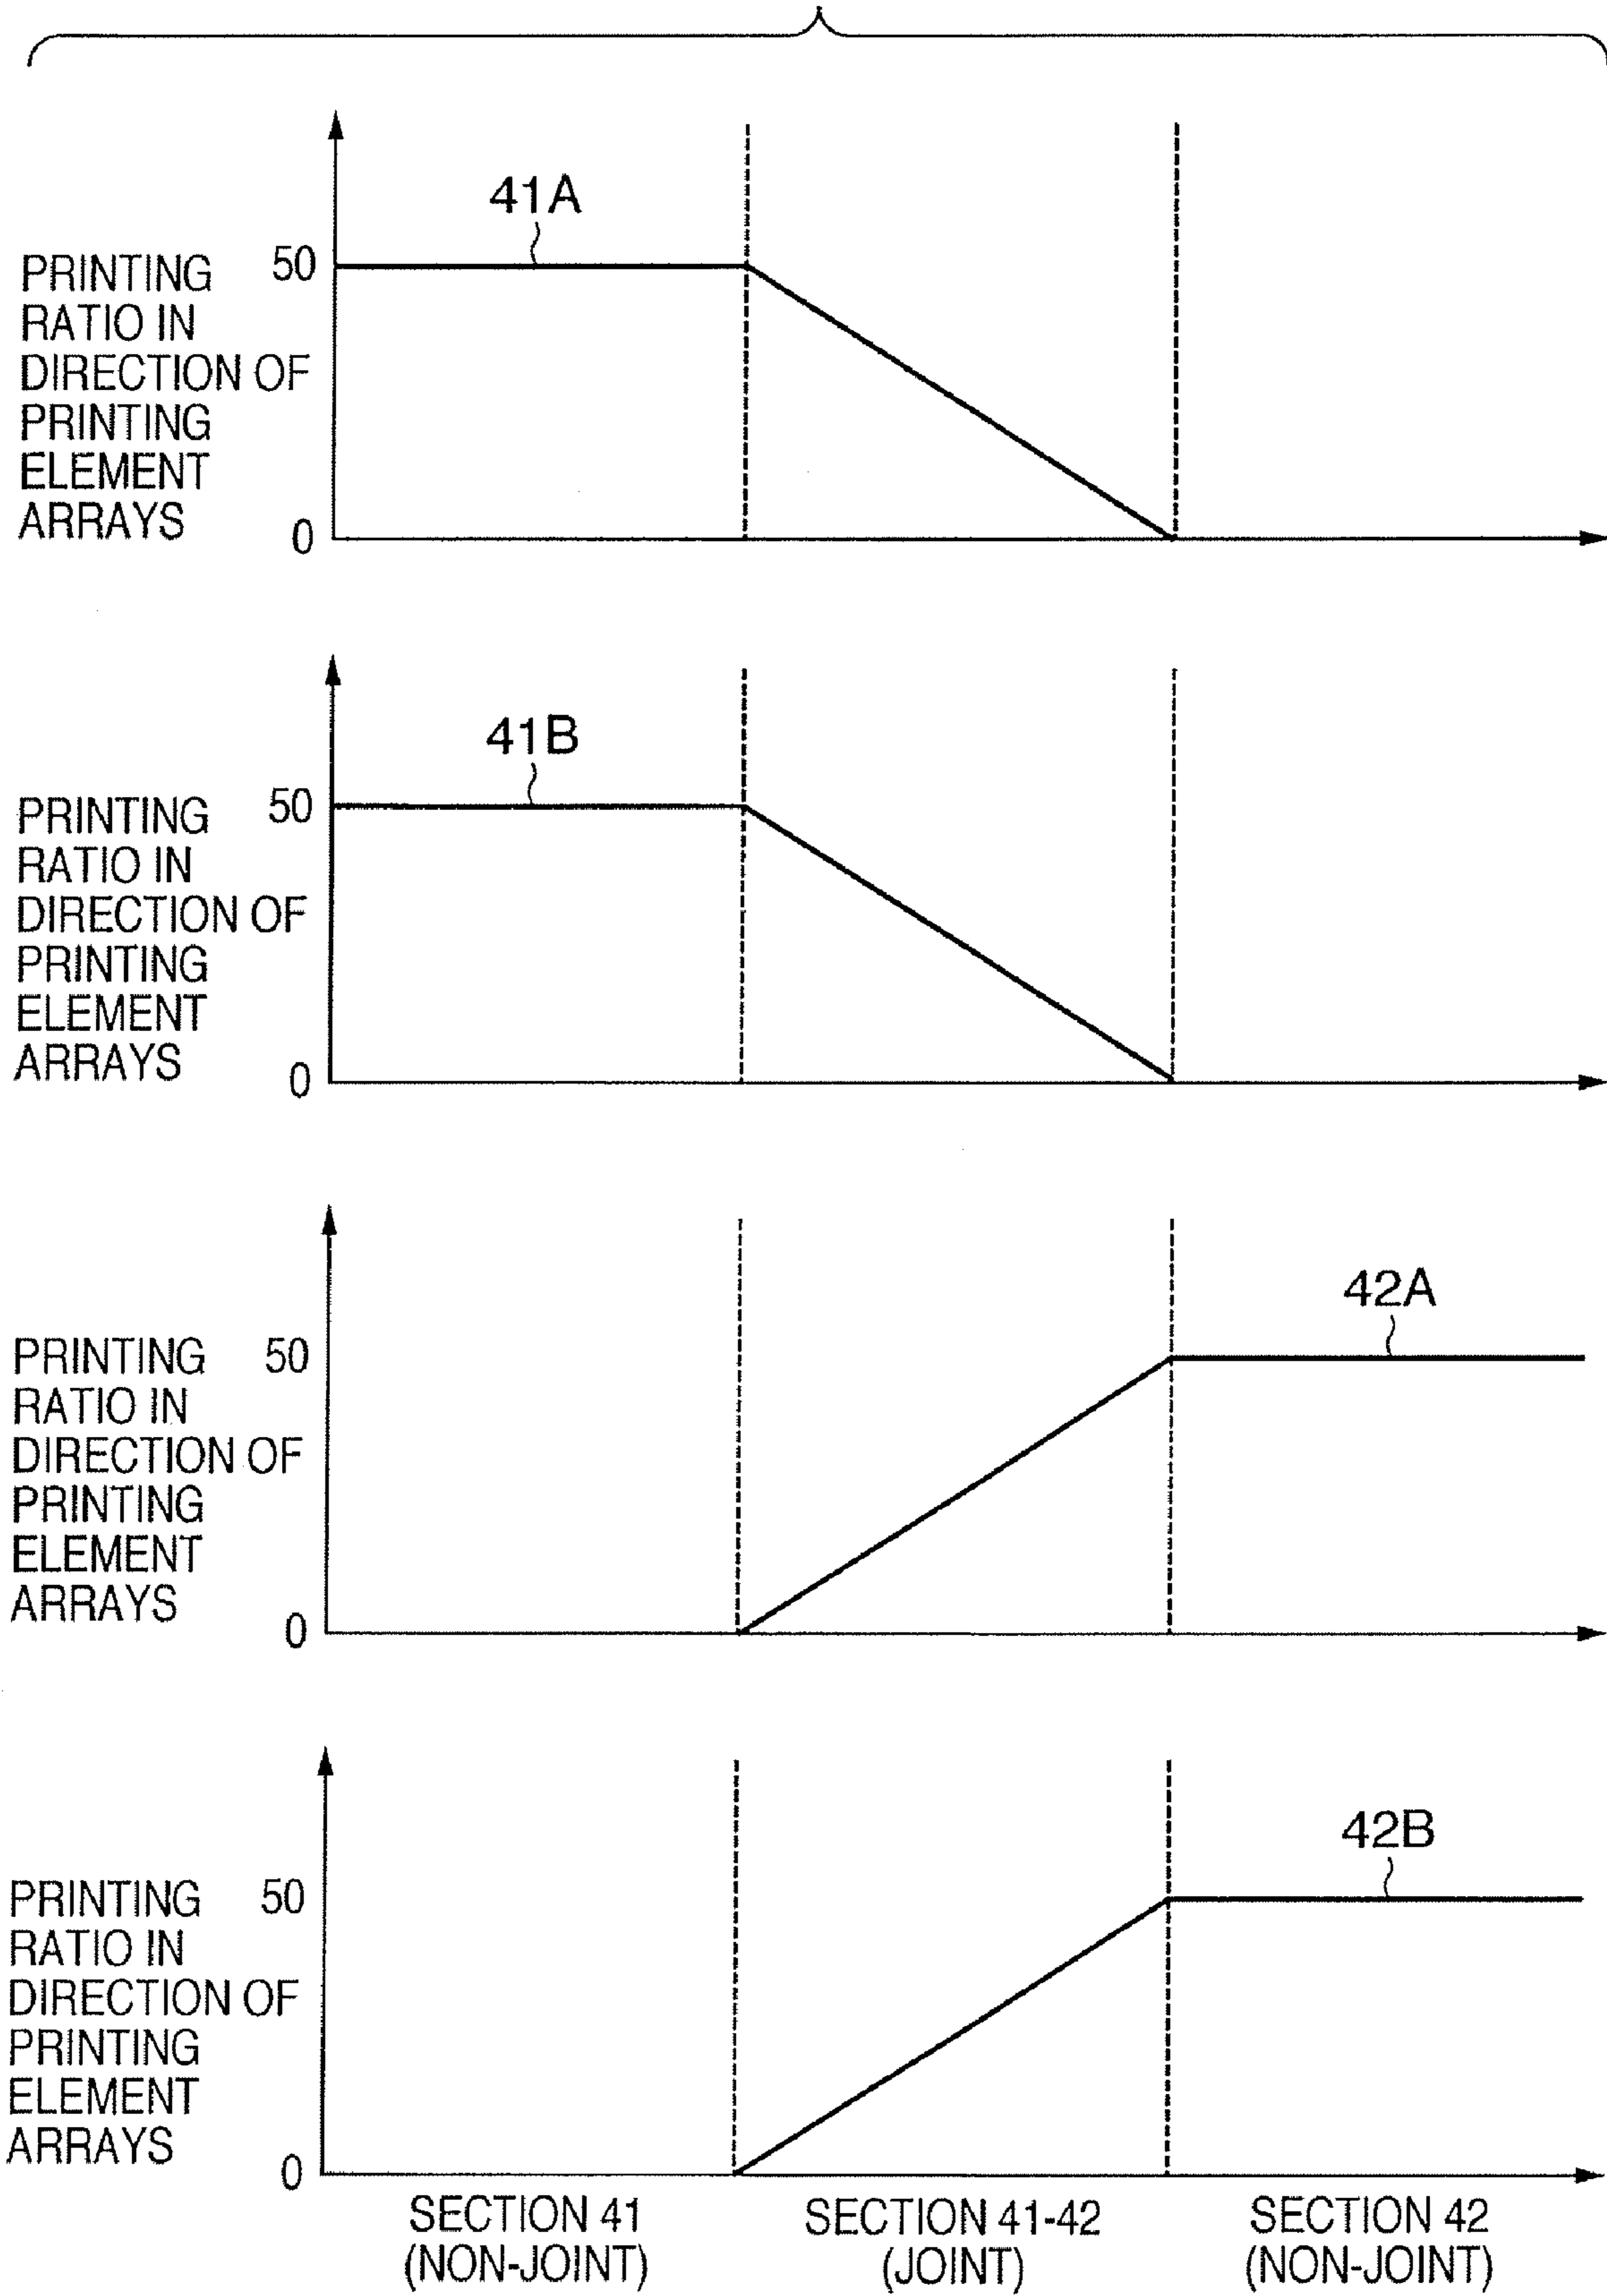 41A
50
PRINTING
RATIO IN
DIRECTION OF
PRINTING
ELEMENT
ARRAYS
0
41B
50
PRINTING
RATIO IN
DIRECTION OF
PRINTING
ELEMENT
ARRAYS
0
42A
PRINTING 50
RATIO IN
DIRECTION OF
PRINTING
ELEMENT
ARRAYS
0
42B
PRINTING 50
RATIO IN
DIRECTION OF
PRINTING
ELEMENT
ARRAYS
0
SECTION 41
(NON-JOINT)
SECTION 41-42
(JOINT)
SECTION 42
(NON-JOINT)